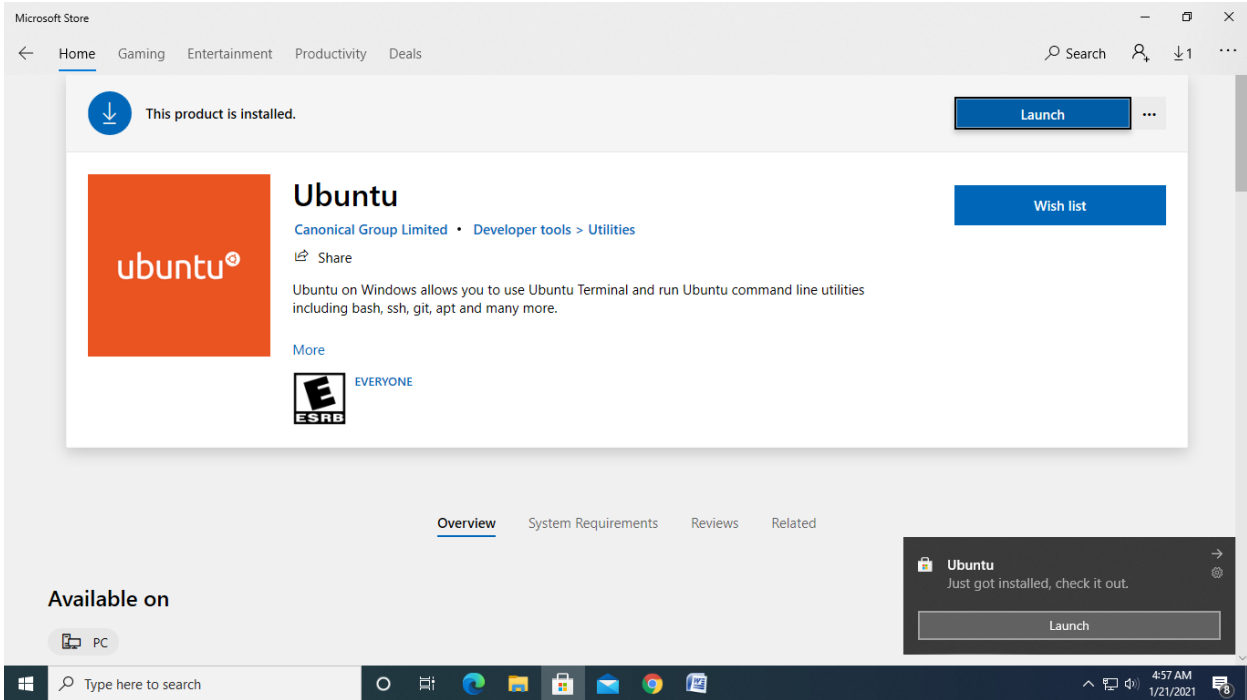 Microsoft Store
Home Gaming Entertainment Productivity Deals
Search 1
This product is installed.
Launch
ubuntu
Ubuntu
Canonical Group Limited • Developer tools > Utilities
Share
Ubuntu on Windows allows you to use Ubuntu Terminal and run Ubuntu command line utilities
including bash, ssh, git, apt and many more.
More
E
ESRB
EVERYONE
Wish list
Overview System Requirements Reviews Related
Available on
PC
Ubuntu
Just got installed, check it out.
Launch
Type here to search
4:57 AM
1/21/2021
8